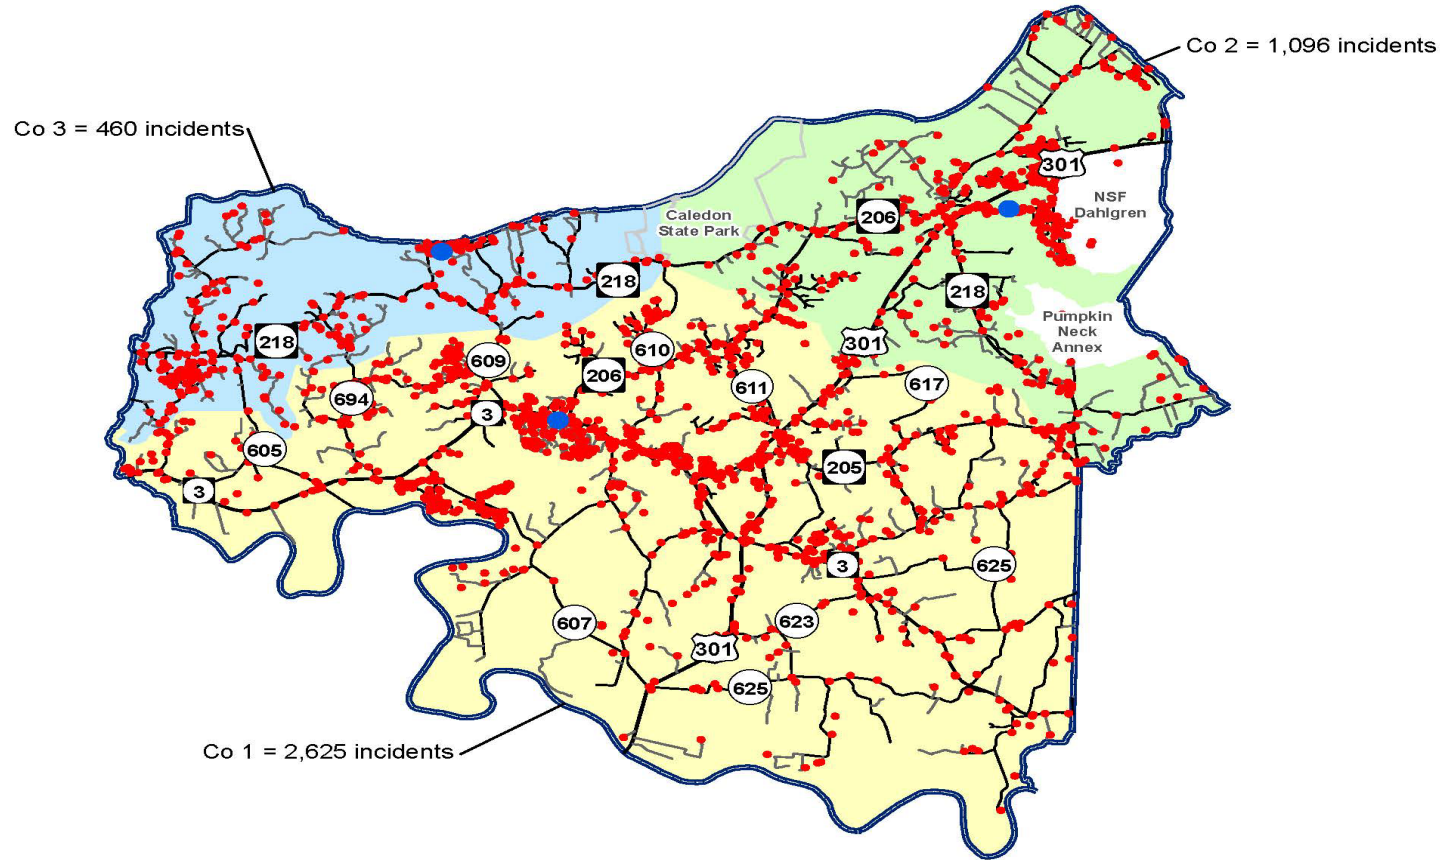 Co 2 = 1,096 incidents
Co 3 = 460 incidents
301
NSF
Dahlgren
206
Caledon
State Park
218
218
Pumpkin
Neck
Annex
218
301
610
609
206
611
617
694
3
605
205
3
3
625
607
623
301
625
Co 1 = 2,625 incidents